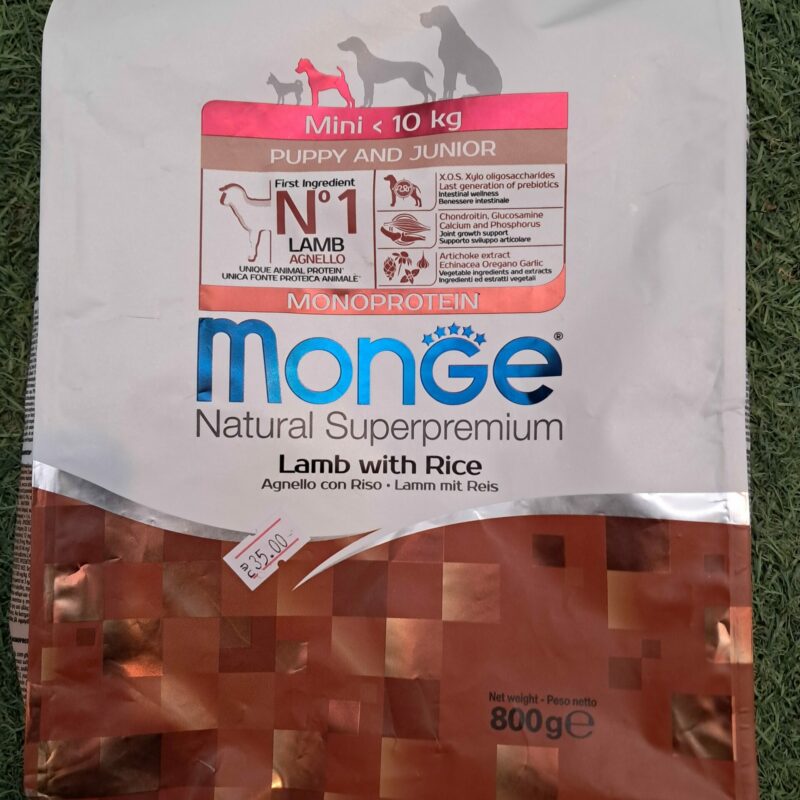 Mini < 10 kg
PUPPY AND JUNIOR
First Ingredient
Nº1
LAMB
AGNELLO
UNIQUE ANIMAL PROTEIN*
UNICA FONTE PROTEICA ANIMALE*
X.O.S. Xylo oligosaccharides
Last generation of prebiotics
Intestinal wellness
Benessere intestinale
Chondroitin, Glucosamine
Calcium and Phosphorus
Joint growth support
Supporto sviluppo articolare
Artichoke extract
Echinacea Oregano Garlic
Vegetable ingredients and extracts
Ingredienti ed estratti vegetali
MONOPROTEIN
monGe®
Natural Superpremium
Lamb with Rice
Agnello con Riso • Lamm mit Reis
35.00
Net weight - Peso netto
800g℮